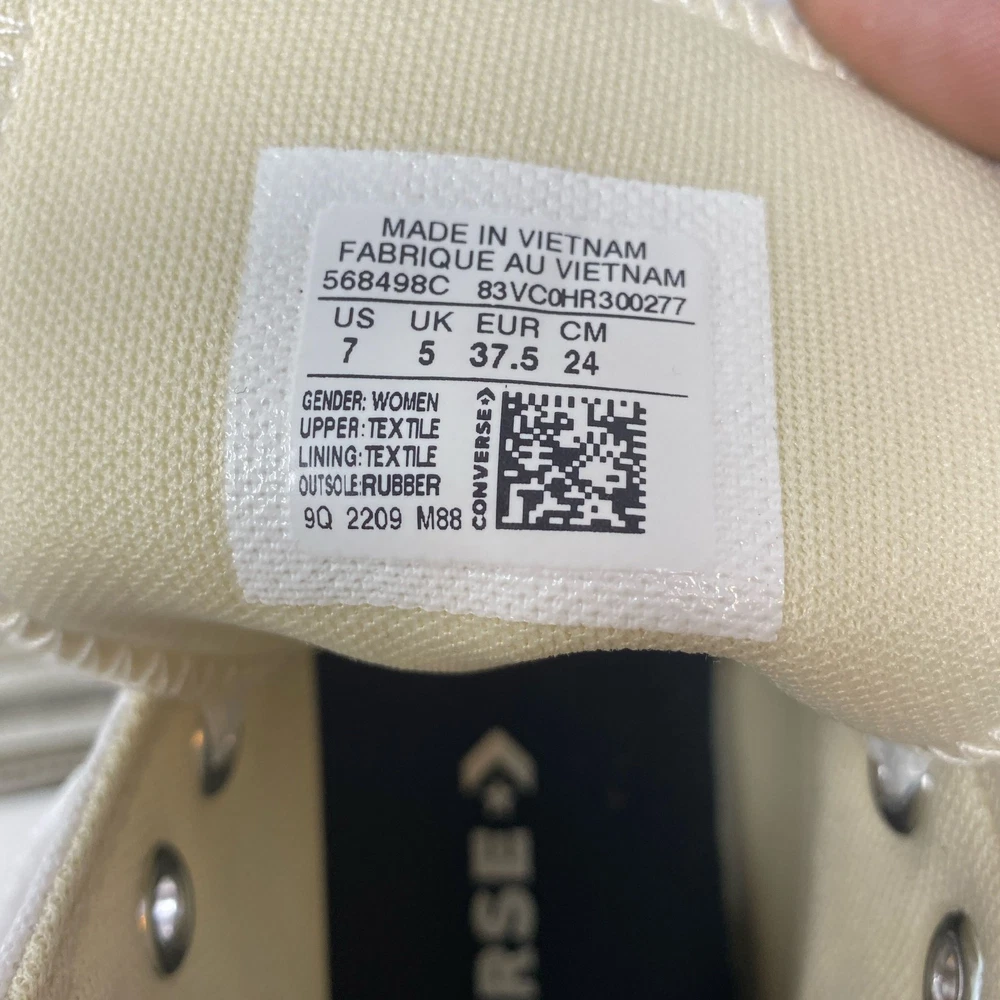 MADE IN VIETNAM
FABRIQUE AU VIETNAM
568498C 83VC0HR300277
US UK EUR CM
7 5 37.5 24
GENDER: WOMEN
UPPER: TEXTILE
LINING: TEXTILE
OUTSOLE:RUBBER
9Q 2209 M88
CONVERSE
RSE